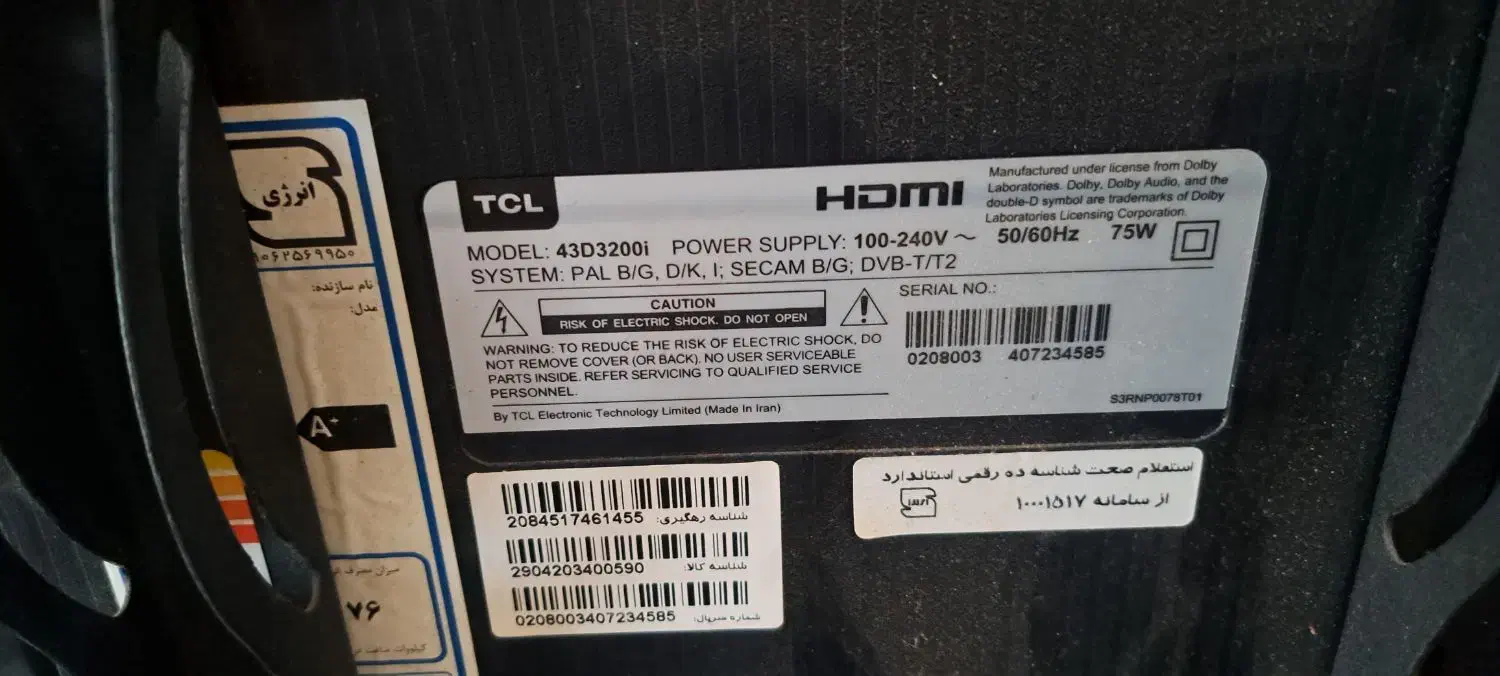 انرژی
نام سازنده:
مدل:
A+
میزان مصرف
۷۶
کیلووات ساعت
TCL
HDMI
Manufactured under license from Dolby
Laboratories. Dolby, Dolby Audio, and the
double-D symbol are trademarks of Dolby
Laboratories Licensing Corporation.
MODEL: 43D3200i POWER SUPPLY: 100-240V ~ 50/60Hz 75W
SYSTEM: PAL B/G, D/K, I; SECAM B/G; DVB-T/T2
CAUTION
RISK OF ELECTRIC SHOCK. DO NOT OPEN
WARNING: TO REDUCE THE RISK OF ELECTRIC SHOCK, DO
NOT REMOVE COVER (OR BACK). NO USER SERVICEABLE
PARTS INSIDE. REFER SERVICING TO QUALIFIED SERVICE
PERSONNEL.
SERIAL NO.:
0208003 407234585
By TCL Electronic Technology Limited (Made In Iran)
S3RNP0078T01
شناسه رهگیری: 2084517461455
شناسه کالا: 2904203400590
شماره سریال: 0208003407234585
استعلام صحت شناسه ده رقمی استاندارد
از سامانه ۱۰۰۰۱۵۱۷